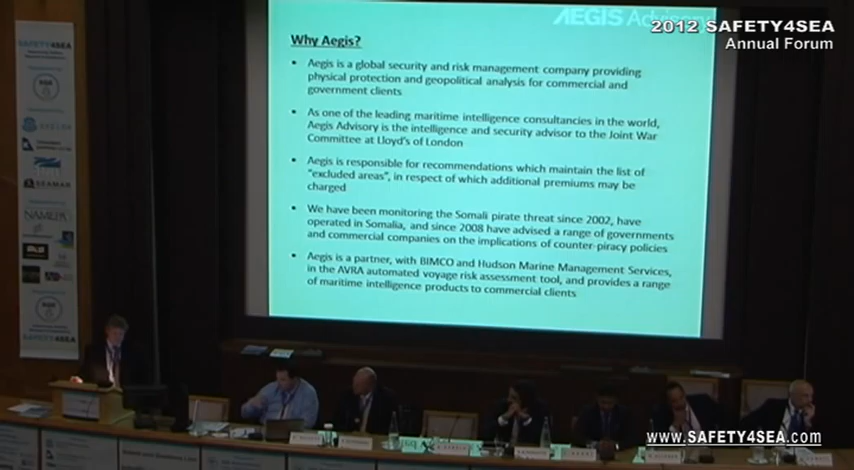 AEGIS Advisory
2012 SAFETY4SEA
Annual Forum
Why Aegis?
• Aegis is a global security and risk management company providing
physical protection and geopolitical analysis for commercial and
government clients
• As one of the leading maritime intelligence consultancies in the world,
Aegis Advisory is the intelligence and security advisor to the Joint War
Committee at Lloyd's of London
• Aegis is responsible for recommendations which maintain the list of
"excluded areas", in respect of which additional premiums may be
charged
• We have been monitoring the Somali pirate threat since 2002, have
operated in Somalia, and since 2008 have advised a range of governments
and commercial companies on the implications of counter-piracy policies
• Aegis is a partner, with BIMCO and Hudson Marine Management Services,
in the AVRA automated voyage risk assessment tool, and provides a range
of maritime intelligence products to commercial clients
SAFETY4SEA
SEAMAR
NAMEPA
SAFETY4SEA
www.SAFETY4SEA.com